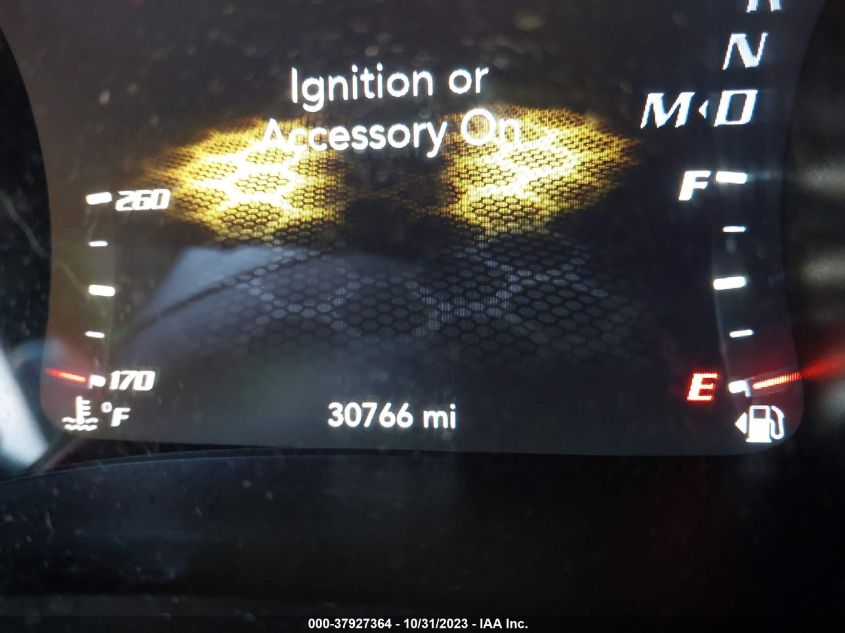 R
N
Ignition or
Accessory On
M D
F
260
170
E
°F
30766 mi
000-37927364 - 10/31/2023 - IAA Inc.